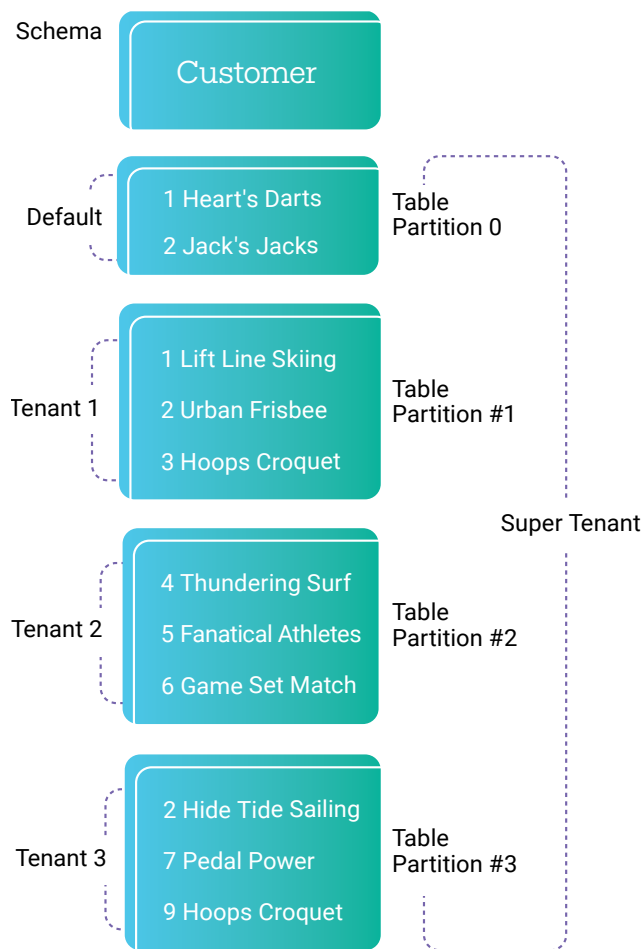 Schema
Customer
Default
1 Heart's Darts
2 Jack's Jacks
Table
Partition 0
Tenant 1
1 Lift Line Skiing
2 Urban Frisbee
3 Hoops Croquet
Table
Partition #1
Super Tenant
Tenant 2
4 Thundering Surf
5 Fanatical Athletes
6 Game Set Match
Table
Partition #2
Tenant 3
2 Hide Tide Sailing
7 Pedal Power
9 Hoops Croquet
Table
Partition #3